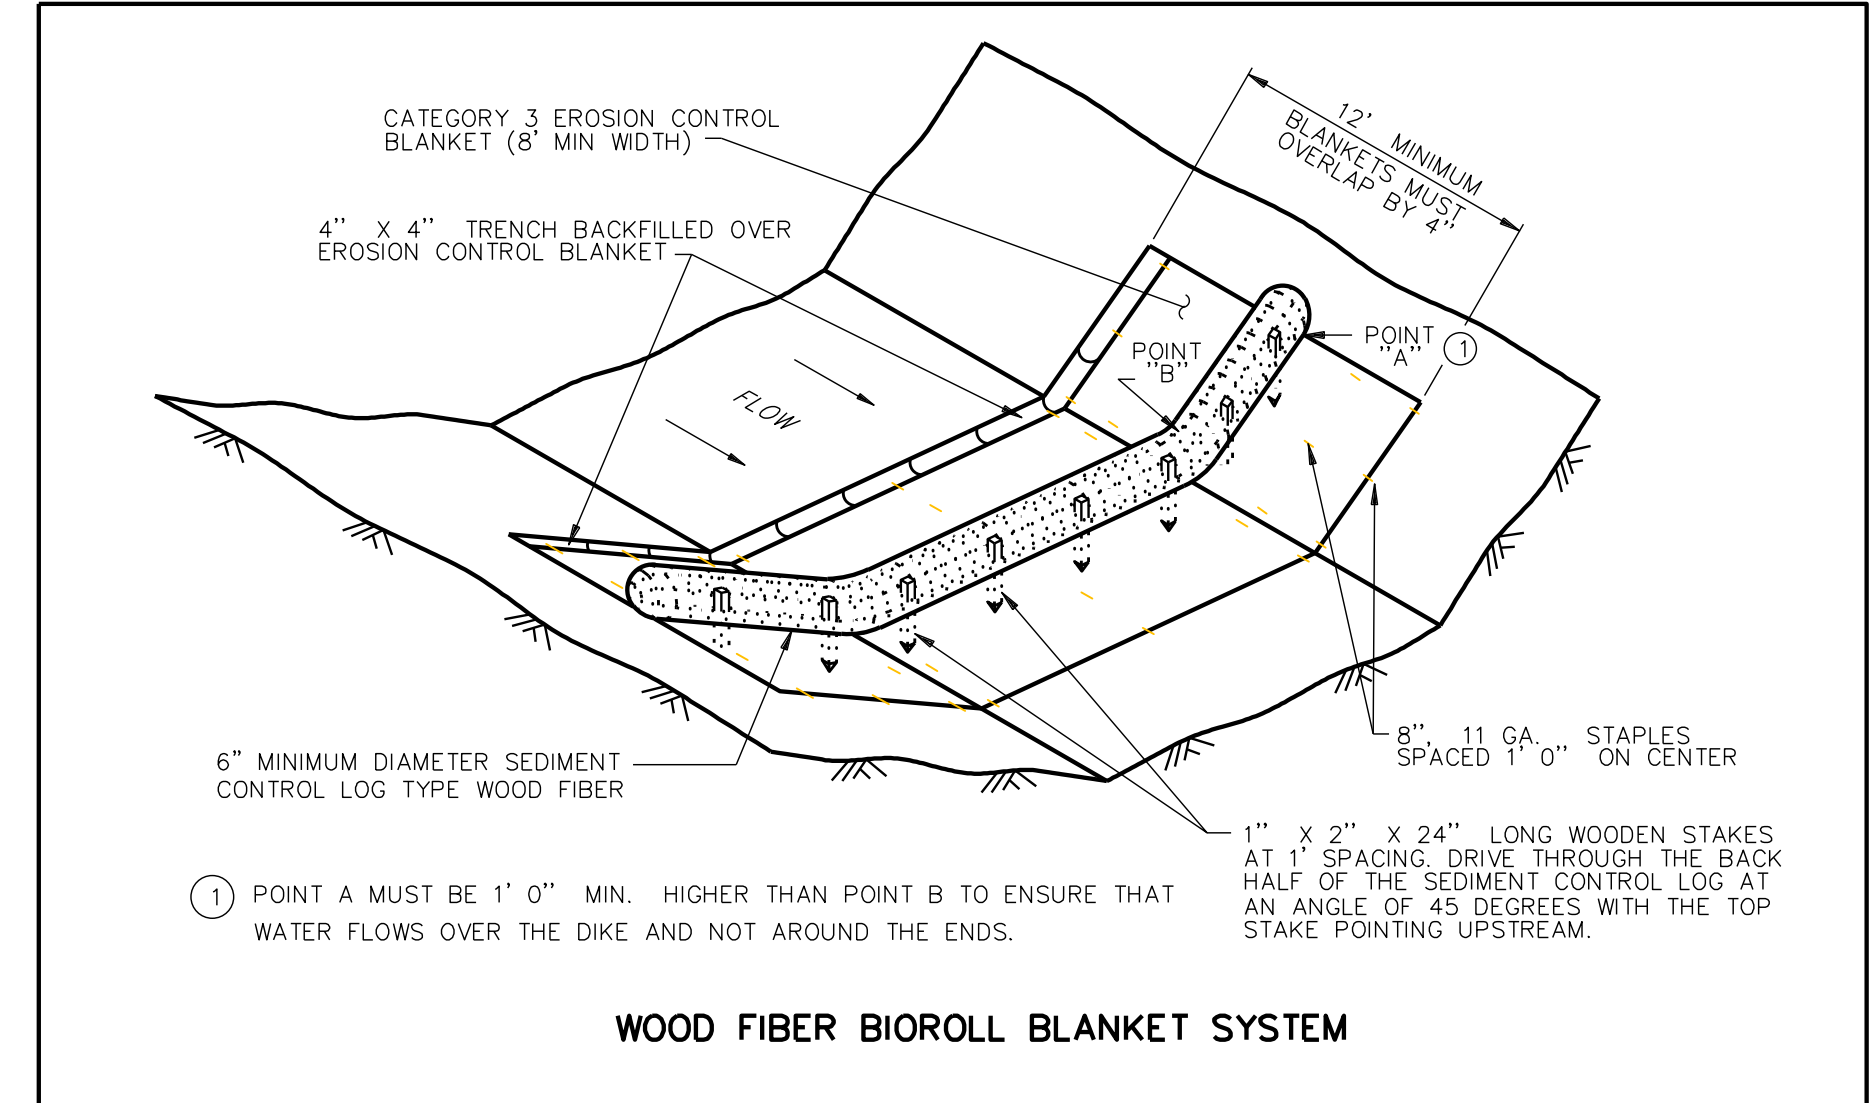 CATEGORY 3 EROSION CONTROL
BLANKET (8' MIN WIDTH)
12' MINIMUM
BLANKETS MUST
OVERLAP BY 4"
4" X 4" TRENCH BACKFILLED OVER
EROSION CONTROL BLANKET
POINT
"A"
1
POINT
"B"
FLOW
8", 11 GA. STAPLES
SPACED 1' 0" ON CENTER
6" MINIMUM DIAMETER SEDIMENT
CONTROL LOG TYPE WOOD FIBER
1" X 2" X 24" LONG WOODEN STAKES
AT 1' SPACING. DRIVE THROUGH THE BACK
HALF OF THE SEDIMENT CONTROL LOG AT
AN ANGLE OF 45 DEGREES WITH THE TOP
STAKE POINTING UPSTREAM.
1 POINT A MUST BE 1' 0" MIN. HIGHER THAN POINT B TO ENSURE THAT
WATER FLOWS OVER THE DIKE AND NOT AROUND THE ENDS.
WOOD FIBER BIOROLL BLANKET SYSTEM